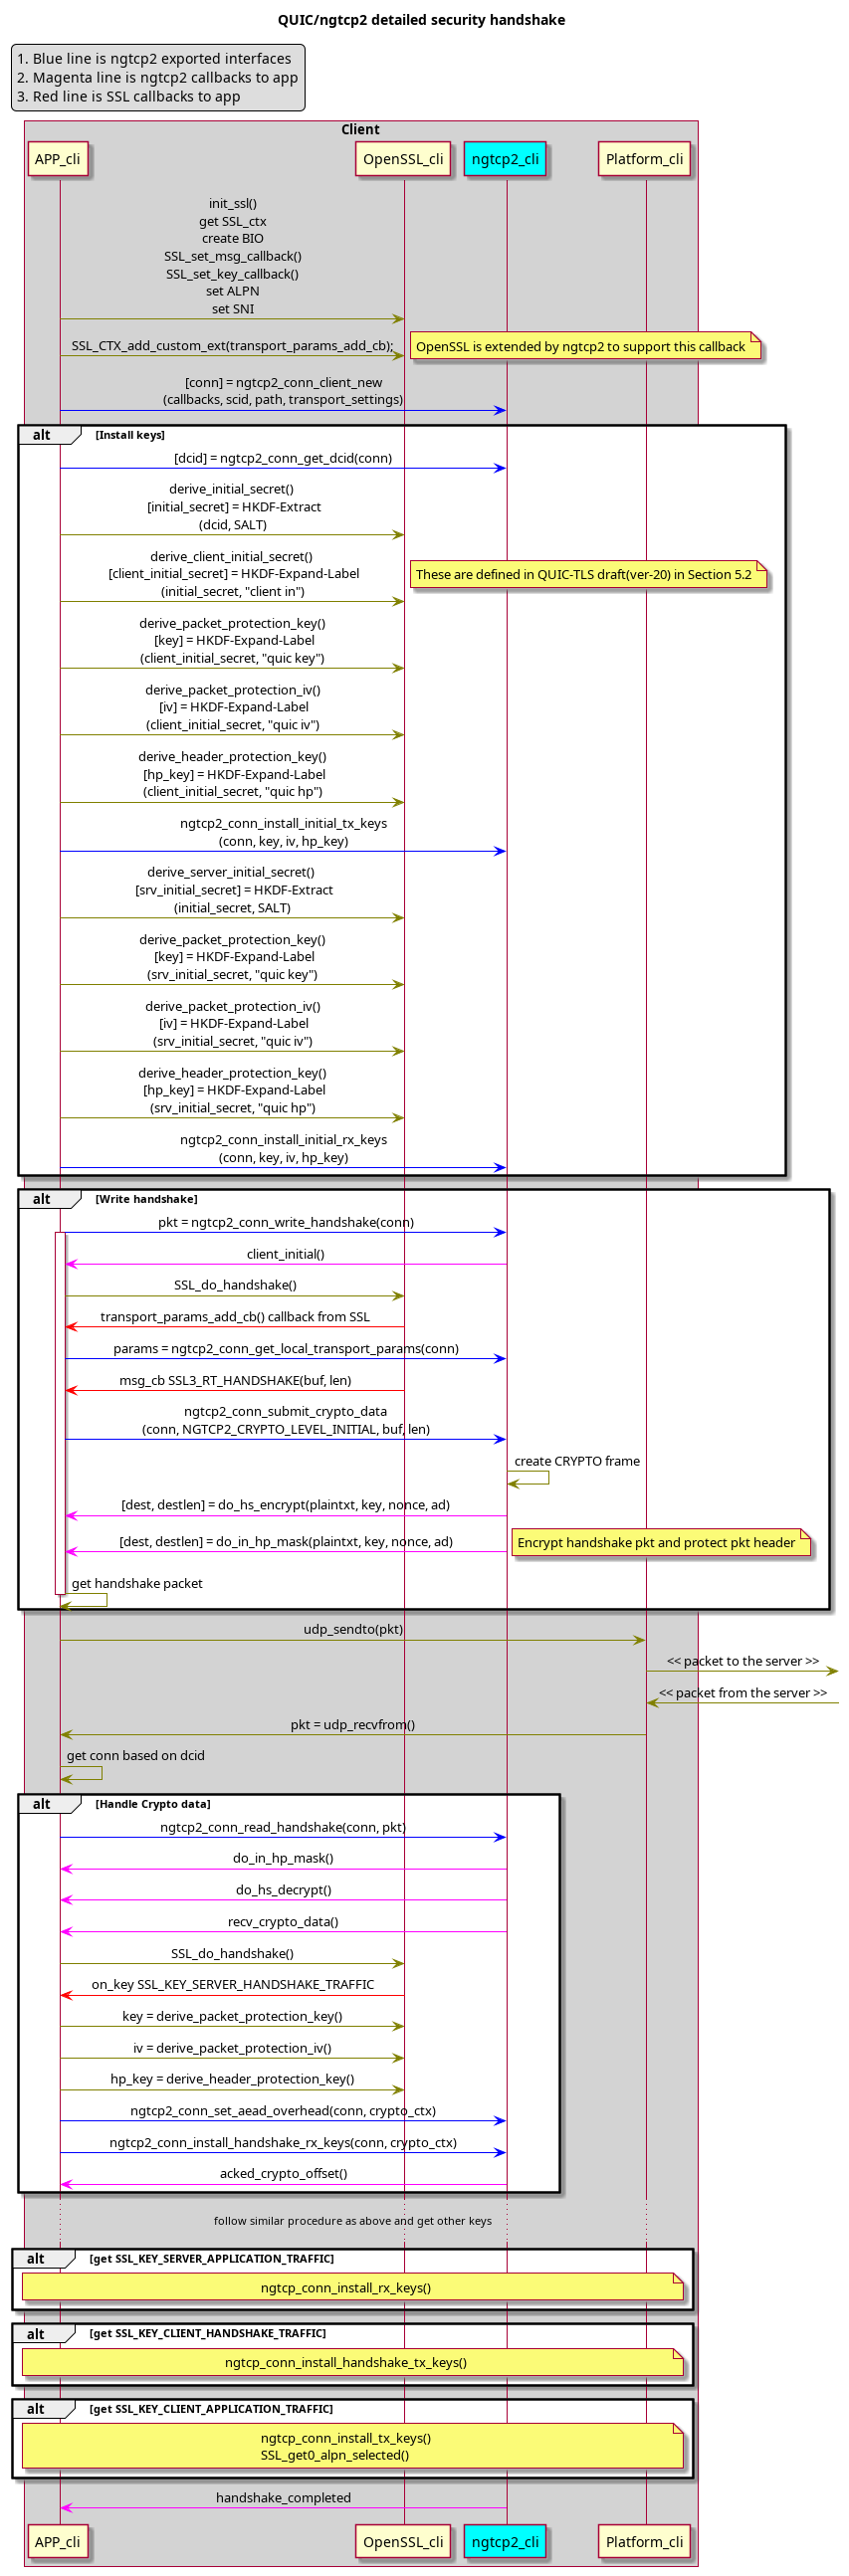 QUIC/ngtcp2 detailed security handshake
1. Blue line is ngtcp2 exported interfaces
2. Magenta line is ngtcp2 callbacks to app
3. Red line is SSL callbacks to app
Client
APP_cli
OpenSSL_cli
ngtcp2_cli
Platform_cli
init_ssl()
get SSL_ctx
create BIO
SSL_set_msg_callback()
SSL_set_key_callback()
set ALPN
set SNI
SSL_CTX_add_custom_ext(transport_params_add_cb);
OpenSSL is extended by ngtcp2 to support this callback
[conn] = ngtcp2_conn_client_new
(callbacks, scid, path, transport_settings)
alt
[Install keys]
[dcid] = ngtcp2_conn_get_dcid(conn)
derive_initial_secret()
[initial_secret] = HKDF-Extract
(dcid, SALT)
derive_client_initial_secret()
[client_initial_secret] = HKDF-Expand-Label
(initial_secret, "client in")
These are defined in QUIC-TLS draft(ver-20) in Section 5.2
derive_packet_protection_key()
[key] = HKDF-Expand-Label
(client_initial_secret, "quic key")
derive_packet_protection_iv()
[iv] = HKDF-Expand-Label
(client_initial_secret, "quic iv")
derive_header_protection_key()
[hp_key] = HKDF-Expand-Label
(client_initial_secret, "quic hp")
ngtcp2_conn_install_initial_tx_keys
(conn, key, iv, hp_key)
derive_server_initial_secret()
[srv_initial_secret] = HKDF-Extract
(initial_secret, SALT)
derive_packet_protection_key()
[key] = HKDF-Expand-Label
(srv_initial_secret, "quic key")
derive_packet_protection_iv()
[iv] = HKDF-Expand-Label
(srv_initial_secret, "quic iv")
derive_header_protection_key()
[hp_key] = HKDF-Expand-Label
(srv_initial_secret, "quic hp")
ngtcp2_conn_install_initial_rx_keys
(conn, key, iv, hp_key)
alt
[Write handshake]
pkt = ngtcp2_conn_write_handshake(conn)
client_initial()
SSL_do_handshake()
transport_params_add_cb() callback from SSL
params = ngtcp2_conn_get_local_transport_params(conn)
msg_cb SSL3_RT_HANDSHAKE(buf, len)
ngtcp2_conn_submit_crypto_data
(conn, NGTCP2_CRYPTO_LEVEL_INITIAL, buf, len)
create CRYPTO frame
[dest, destlen] = do_hs_encrypt(plaintxt, key, nonce, ad)
[dest, destlen] = do_in_hp_mask(plaintxt, key, nonce, ad)
Encrypt handshake pkt and protect pkt header
get handshake packet
udp_sendto(pkt)
<< packet to the server >>
<< packet from the server >>
pkt = udp_recvfrom()
get conn based on dcid
alt
[Handle Crypto data]
ngtcp2_conn_read_handshake(conn, pkt)
do_in_hp_mask()
do_hs_decrypt()
recv_crypto_data()
SSL_do_handshake()
on_key SSL_KEY_SERVER_HANDSHAKE_TRAFFIC
key = derive_packet_protection_key()
iv = derive_packet_protection_iv()
hp_key = derive_header_protection_key()
ngtcp2_conn_set_aead_overhead(conn, crypto_ctx)
ngtcp2_conn_install_handshake_rx_keys(conn, crypto_ctx)
acked_crypto_offset()
follow similar procedure as above and get other keys
alt
[get SSL_KEY_SERVER_APPLICATION_TRAFFIC]
ngtcp_conn_install_rx_keys()
alt
[get SSL_KEY_CLIENT_HANDSHAKE_TRAFFIC]
ngtcp_conn_install_handshake_tx_keys()
alt
[get SSL_KEY_CLIENT_APPLICATION_TRAFFIC]
ngtcp_conn_install_tx_keys()
SSL_get0_alpn_selected()
handshake_completed
APP_cli
OpenSSL_cli
ngtcp2_cli
Platform_cli